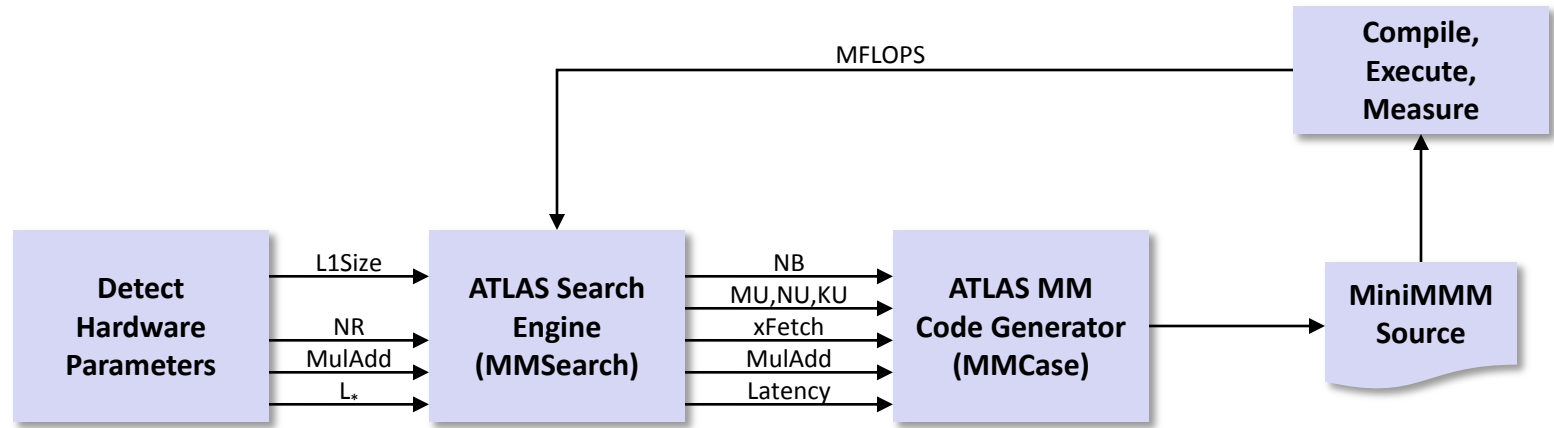 MFLOPS
Compile,
Execute,
Measure
Detect
Hardware
Parameters
L1Size
NR
MulAdd
L*
ATLAS Search
Engine
(MMSearch)
NB
MU,NU,KU
xFetch
MulAdd
Latency
ATLAS MM
Code Generator
(MMCase)
MiniMMM
Source